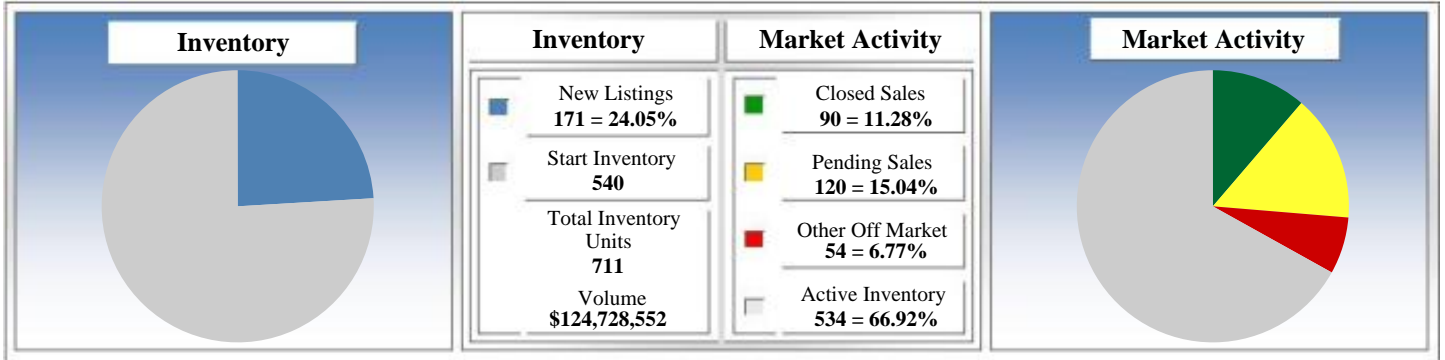 Inventory
Inventory
Market Activity
New Listings
171 = 24.05%
Start Inventory
540
Total Inventory
Units
711
Volume
$124,728,552
Closed Sales
90 = 11.28%
Pending Sales
120 = 15.04%
Other Off Market
54 = 6.77%
Active Inventory
534 = 66.92%
Market Activity